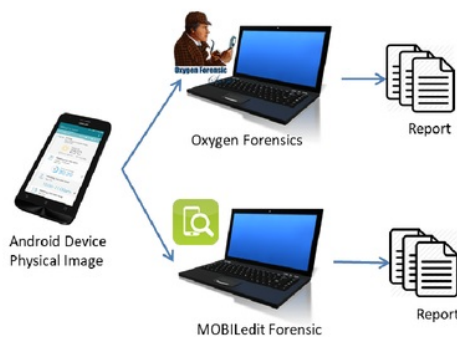 Oxygen Forensic
Oxygen Forensics
Report
Android Device
Physical Image
MOBILedit Forensic
Report